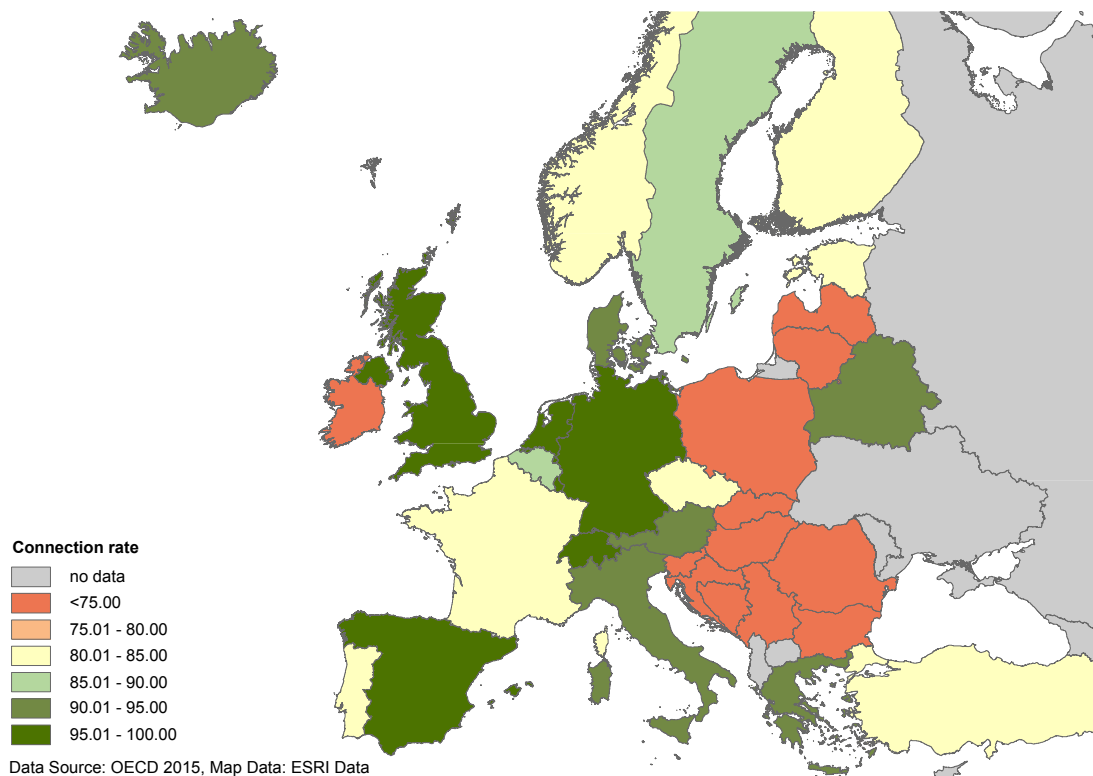 Connection rate
no data
<75.00
75.01 - 80.00
80.01 - 85.00
85.01 - 90.00
90.01 - 95.00
95.01 - 100.00
Data Source: OECD 2015, Map Data: ESRI Data